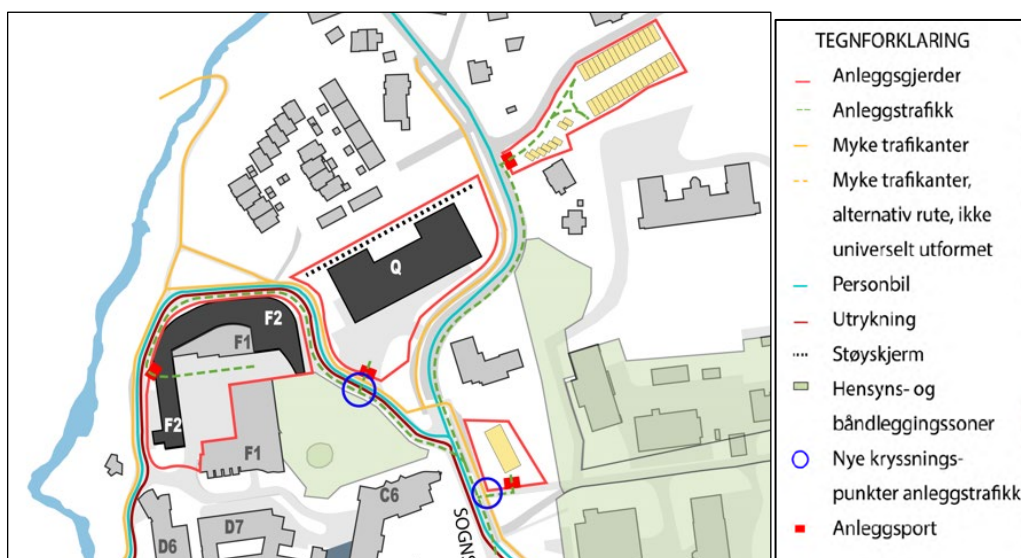 Q
F2
F1
F2
F1
C6
D7
D6
SOGNS
TEGNFORKLARING
Anleggsgjerder
Anleggstrafikk
Myke trafikanter
Myke trafikanter,
alternativ rute, ikke
universelt utformet
Personbil
Utrykning
Støyskjerm
Hensyns- og
båndleggingssoner
Nye kryssnings-
punkter anleggstrafikk
Anleggsport